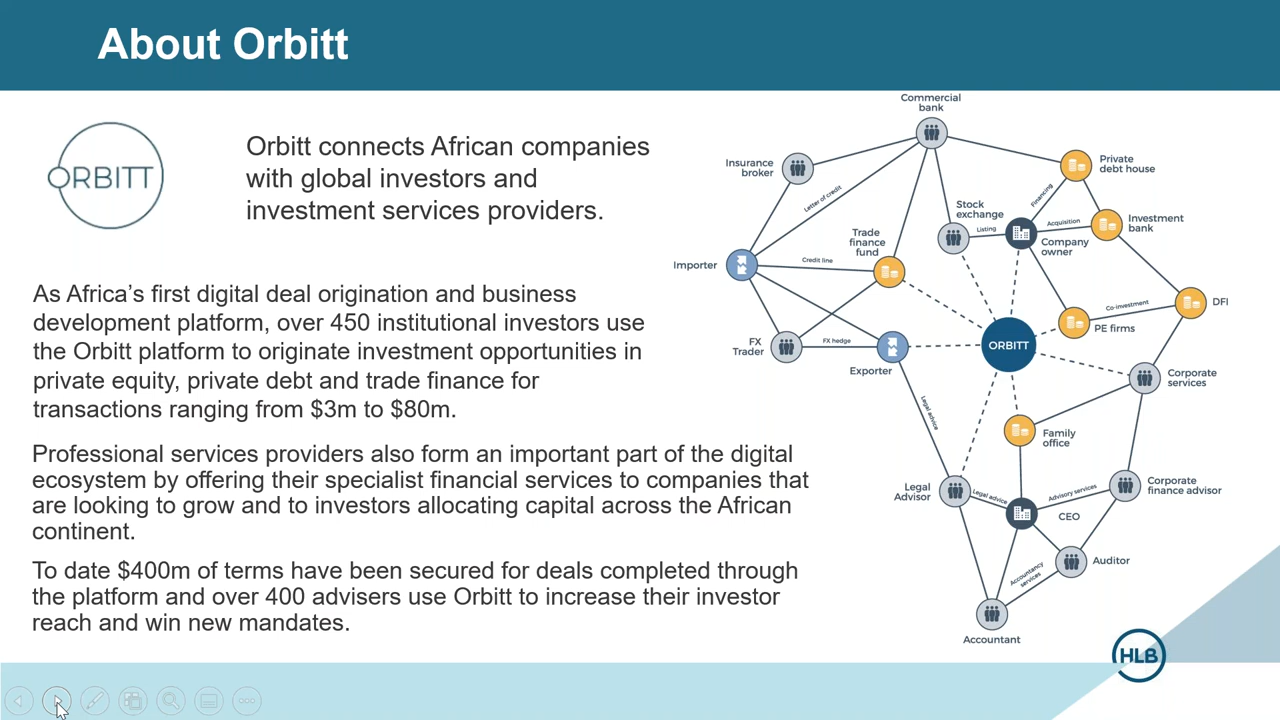 About Orbitt
ORBITT
Orbitt connects African companies
with global investors and
investment services providers.
As Africa's first digital deal origination and business
development platform, over 450 institutional investors use
the Orbitt platform to originate investment opportunities in
private equity, private debt and trade finance for
transactions ranging from $3m to $80m.
Professional services providers also form an important part of the digital
ecosystem by offering their specialist financial services to companies that
are looking to grow and to investors allocating capital across the African
continent.
To date $400m of terms have been secured for deals completed through
the platform and over 400 advisers use Orbitt to increase their investor
reach and win new mandates.
Commercial
bank
Insurance
broker
Private
debt house
Letter of credit
Financing
Stock
exchange
Listing
Acquisition
Investment
bank
Company
owner
Trade
finance
fund
Importer
Credit line
Co-investment
DFI
PE firms
FX
Trader
FX hedge
Exporter
ORBITT
Corporate
services
Legal advice
Family
office
Legal
Advisor
Legal advice
Advisory services
Corporate
finance advisor
CEO
Auditor
Accountancy
services
Accountant
HLB